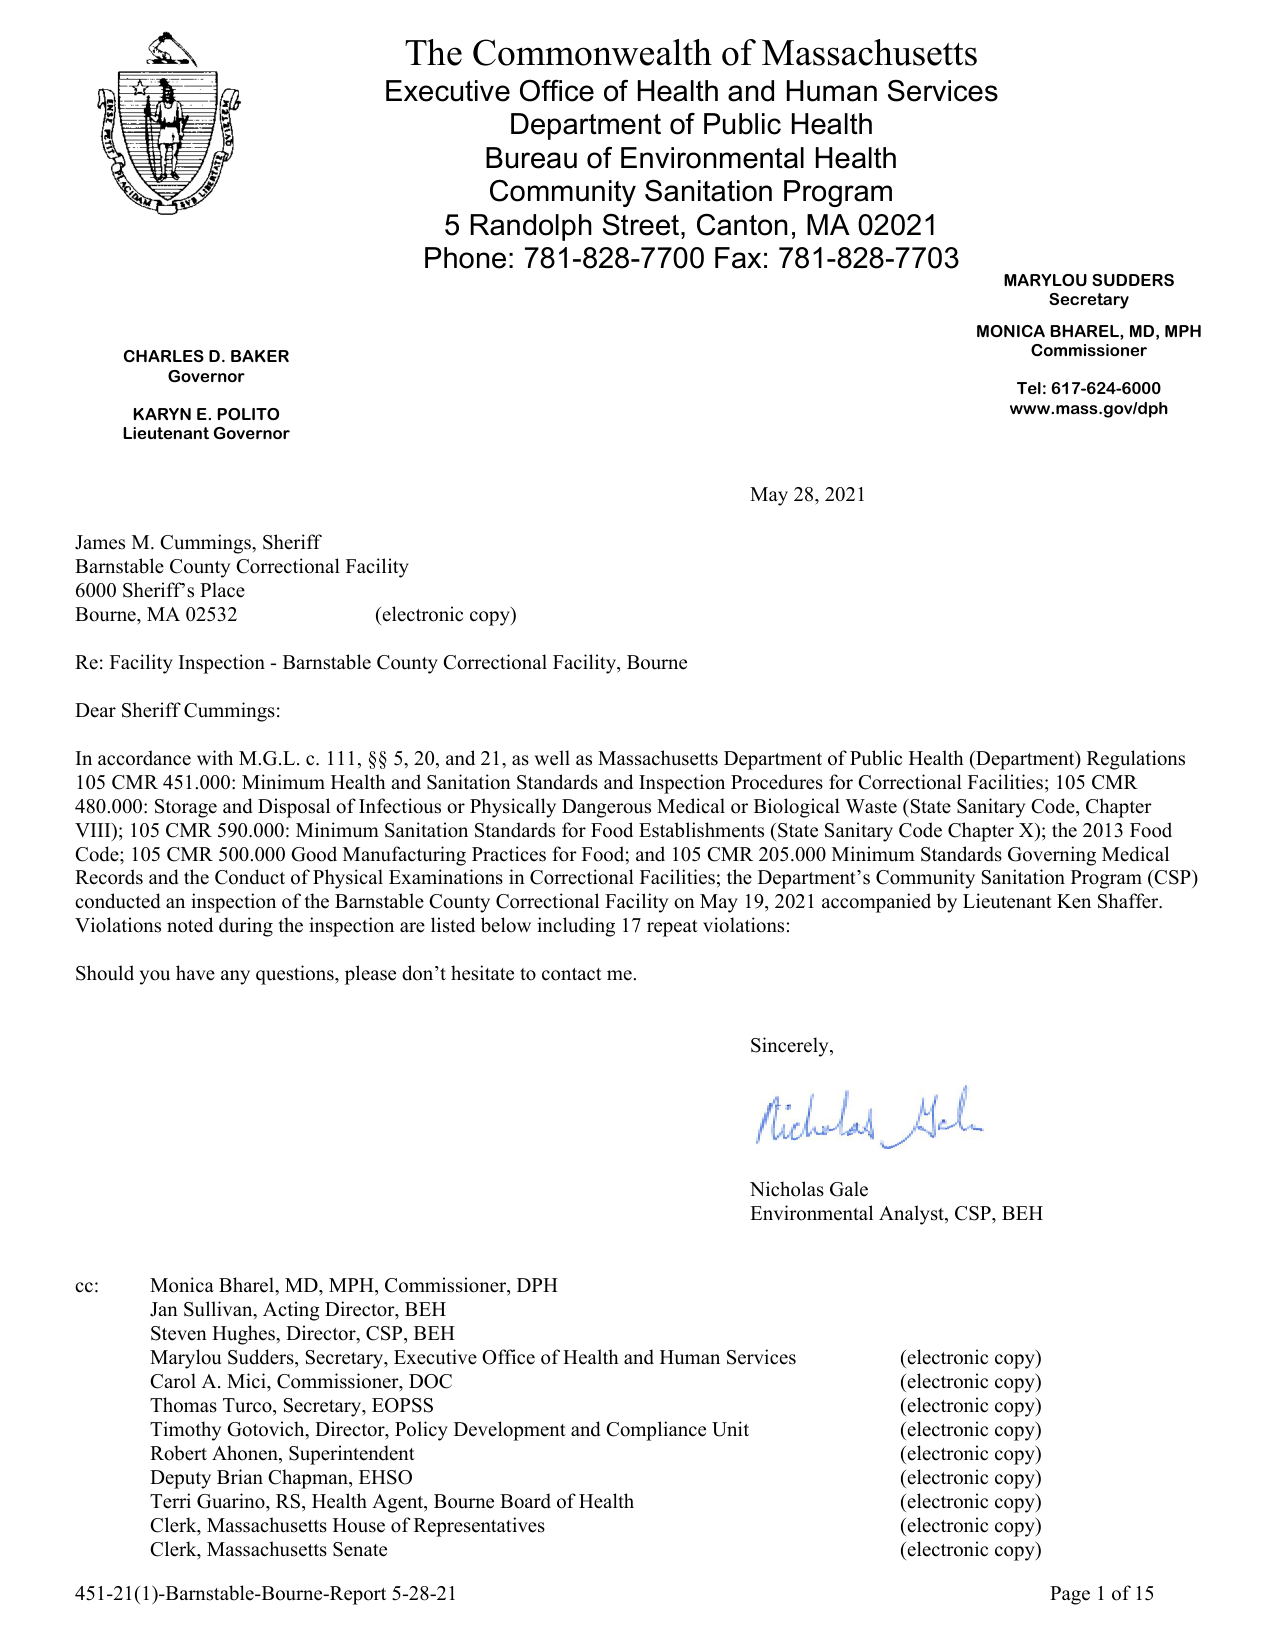 The Commonwealth of Massachusetts
Executive Office of Health and Human Services
Department of Public Health
Bureau of Environmental Health
Community Sanitation Program
5 Randolph Street, Canton, MA 02021
Phone: 781-828-7700 Fax: 781-828-7703
MARYLOU SUDDERS
Secretary
MONICA BHAREL, MD, MPH
Commissioner
Tel: 617-624-6000
www.mass.gov/dph
CHARLES D. BAKER
Governor
KARYN E. POLITO
Lieutenant Governor
May 28, 2021
James M. Cummings, Sheriff
Barnstable County Correctional Facility
6000 Sheriff’s Place
Bourne, MA 02532 (electronic copy)
Re: Facility Inspection - Barnstable County Correctional Facility, Bourne
Dear Sheriff Cummings:
In accordance with M.G.L. c. 111, §§ 5, 20, and 21, as well as Massachusetts Department of Public Health (Department) Regulations
105 CMR 451.000: Minimum Health and Sanitation Standards and Inspection Procedures for Correctional Facilities; 105 CMR
480.000: Storage and Disposal of Infectious or Physically Dangerous Medical or Biological Waste (State Sanitary Code, Chapter
VIII); 105 CMR 590.000: Minimum Sanitation Standards for Food Establishments (State Sanitary Code Chapter X); the 2013 Food
Code; 105 CMR 500.000 Good Manufacturing Practices for Food; and 105 CMR 205.000 Minimum Standards Governing Medical
Records and the Conduct of Physical Examinations in Correctional Facilities; the Department’s Community Sanitation Program (CSP)
conducted an inspection of the Barnstable County Correctional Facility on May 19, 2021 accompanied by Lieutenant Ken Shaffer.
Violations noted during the inspection are listed below including 17 repeat violations:
Should you have any questions, please don’t hesitate to contact me.
Sincerely,
Nicholas Gale
Nicholas Gale
Environmental Analyst, CSP, BEH
cc: Monica Bharel, MD, MPH, Commissioner, DPH
Jan Sullivan, Acting Director, BEH
Steven Hughes, Director, CSP, BEH
Marylou Sudders, Secretary, Executive Office of Health and Human Services (electronic copy)
Carol A. Mici, Commissioner, DOC (electronic copy)
Thomas Turco, Secretary, EOPSS (electronic copy)
Timothy Gotovich, Director, Policy Development and Compliance Unit (electronic copy)
Robert Ahonen, Superintendent (electronic copy)
Deputy Brian Chapman, EHSO (electronic copy)
Terri Guarino, RS, Health Agent, Bourne Board of Health (electronic copy)
Clerk, Massachusetts House of Representatives (electronic copy)
Clerk, Massachusetts Senate (electronic copy)
451-21(1)-Barnstable-Bourne-Report 5-28-21 Page 1 of 15